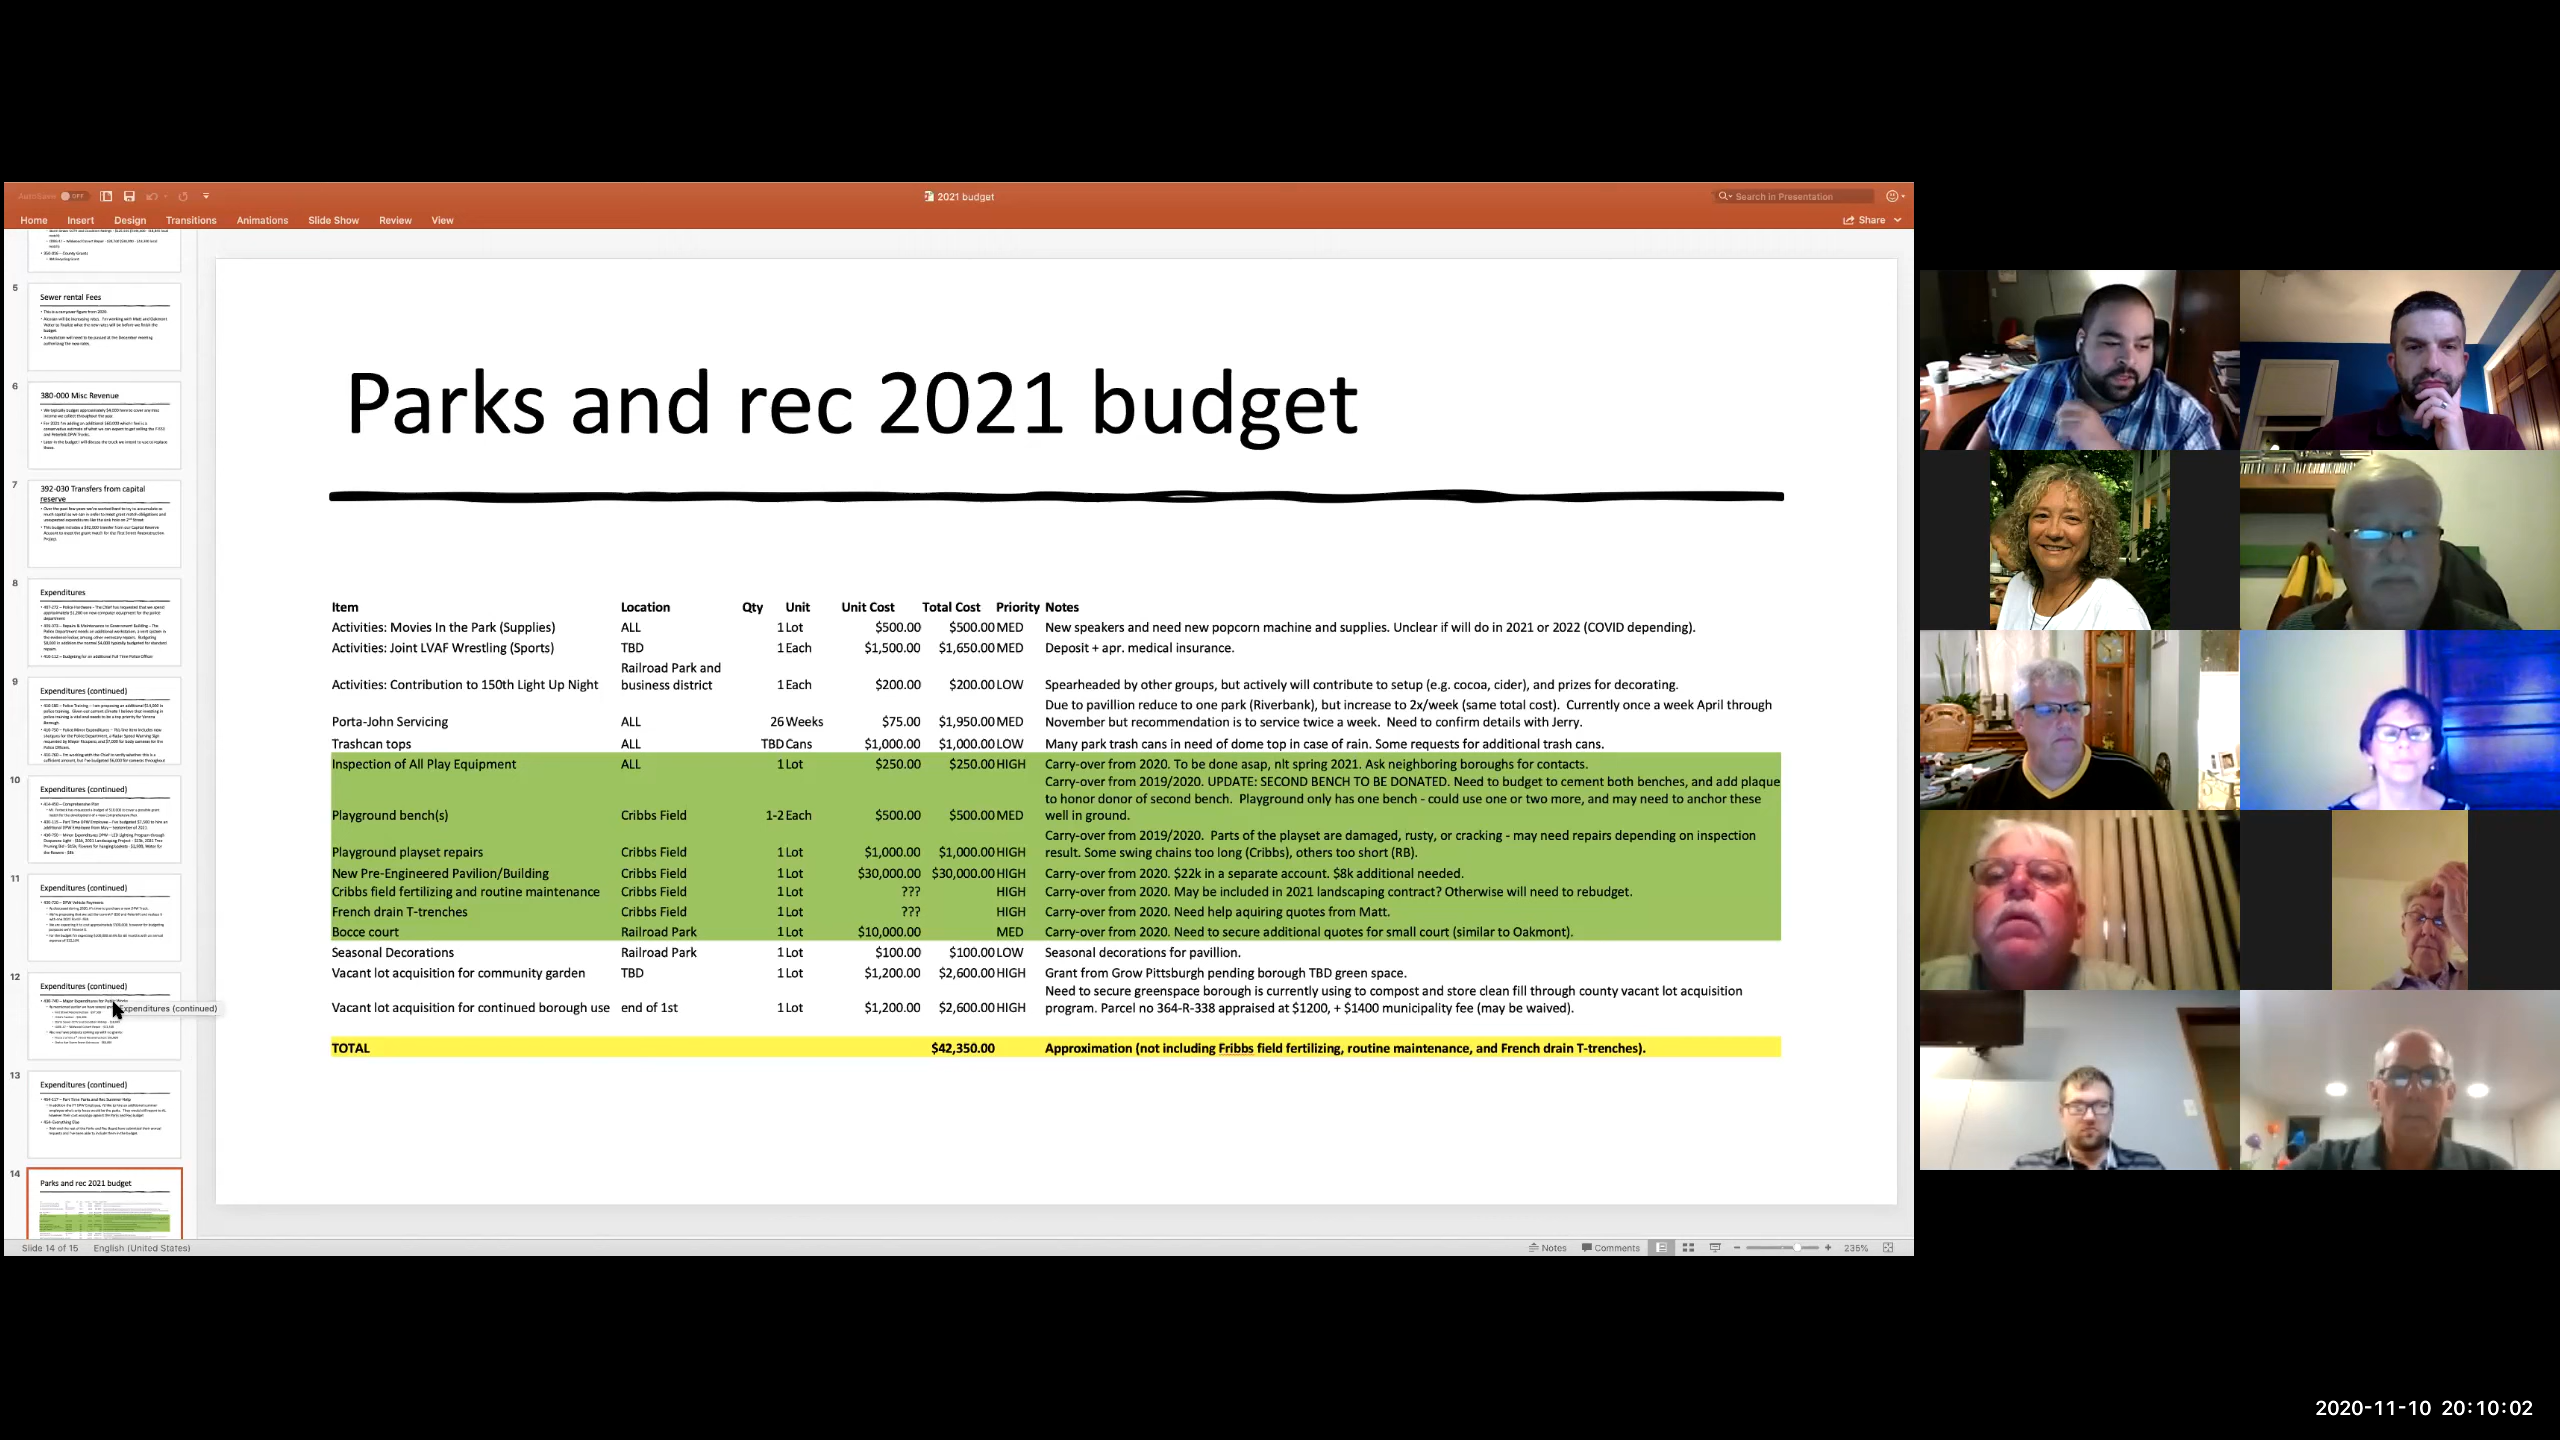 AutoSave OFF
2021 budget
Search in Presentation
Home Insert Design Transitions Animations Slide Show Review View
Share
5
Sewer rental Fees
6
380-000 Misc Revenue
7
392-030 Transfers from capital
reserve
8
Expenditures
9
Expenditures (continued)
10
Expenditures (continued)
11
Expenditures (continued)
12
Expenditures (continued)
Expenditures (continued)
13
Expenditures (continued)
14
Parks and rec 2021 budget
Parks and rec 2021 budget
Item Location Qty Unit Unit Cost Total Cost Priority Notes
Activities: Movies In the Park (Supplies) ALL 1 Lot $500.00 $500.00 MED New speakers and need new popcorn machine and supplies. Unclear if will do in 2021 or 2022 (COVID depending).
Activities: Joint LVAF Wrestling (Sports) TBD 1 Each $1,500.00 $1,650.00 MED Deposit + apr. medical insurance.
Railroad Park and
Activities: Contribution to 150th Light Up Night business district 1 Each $200.00 $200.00 LOW Spearheaded by other groups, but actively will contribute to setup (e.g. cocoa, cider), and prizes for decorating.
Due to pavillion reduce to one park (Riverbank), but increase to 2x/week (same total cost). Currently once a week April through
Porta-John Servicing ALL 26 Weeks $75.00 $1,950.00 MED November but recommendation is to service twice a week. Need to confirm details with Jerry.
Trashcan tops ALL TBD Cans $1,000.00 $1,000.00 LOW Many park trash cans in need of dome top in case of rain. Some requests for additional trash cans.
Inspection of All Play Equipment ALL 1 Lot $250.00 $250.00 HIGH Carry-over from 2020. To be done asap, nlt spring 2021. Ask neighboring boroughs for contacts.
Carry-over from 2019/2020. UPDATE: SECOND BENCH TO BE DONATED. Need to budget to cement both benches, and add plaque
to honor donor of second bench. Playground only has one bench - could use one or two more, and may need to anchor these
Playground bench(s) Cribbs Field 1-2 Each $500.00 $500.00 MED well in ground.
Carry-over from 2019/2020. Parts of the playset are damaged, rusty, or cracking - may need repairs depending on inspection
Playground playset repairs Cribbs Field 1 Lot $1,000.00 $1,000.00 HIGH result. Some swing chains too long (Cribbs), others too short (RB).
New Pre-Engineered Pavilion/Building Cribbs Field 1 Lot $30,000.00 $30,000.00 HIGH Carry-over from 2020. $22k in a separate account. $8k additional needed.
Cribbs field fertilizing and routine maintenance Cribbs Field 1 Lot ??? HIGH Carry-over from 2020. May be included in 2021 landscaping contract? Otherwise will need to rebudget.
French drain T-trenches Cribbs Field 1 Lot ??? HIGH Carry-over from 2020. Need help aquiring quotes from Matt.
Bocce court Railroad Park 1 Lot $10,000.00 MED Carry-over from 2020. Need to secure additional quotes for small court (similar to Oakmont).
Seasonal Decorations Railroad Park 1 Lot $100.00 $100.00 LOW Seasonal decorations for pavillion.
Vacant lot acquisition for community garden TBD 1 Lot $1,200.00 $2,600.00 HIGH Grant from Grow Pittsburgh pending borough TBD green space.
Need to secure greenspace borough is currently using to compost and store clean fill through county vacant lot acquisition
Vacant lot acquisition for continued borough use end of 1st 1 Lot $1,200.00 $2,600.00 HIGH program. Parcel no 364-R-338 appraised at $1200, + $1400 municipality fee (may be waived).
TOTAL $42,350.00 Approximation (not including Fribbs field fertilizing, routine maintenance, and French drain T-trenches).
Slide 14 of 15 English (United States)
Notes Comments 235%
2020-11-10 20:10:02